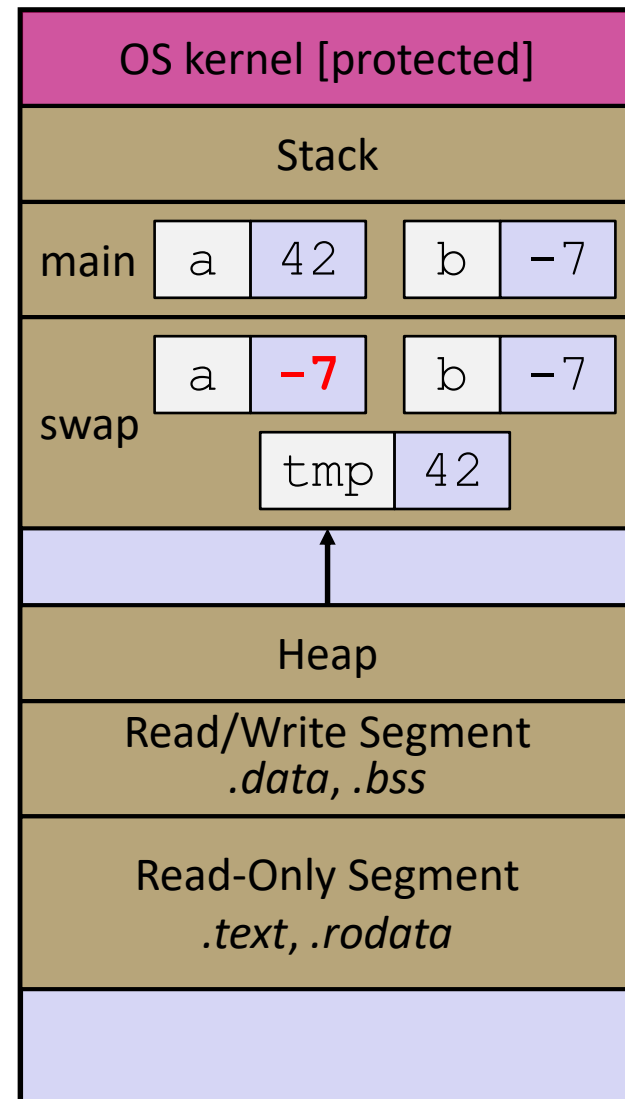 OS kernel [protected]
Stack
main a 42 b -7
a -7 b -7
swap
tmp 42
Heap
Read/Write Segment
.data, .bss
Read-Only Segment
.text, .rodata